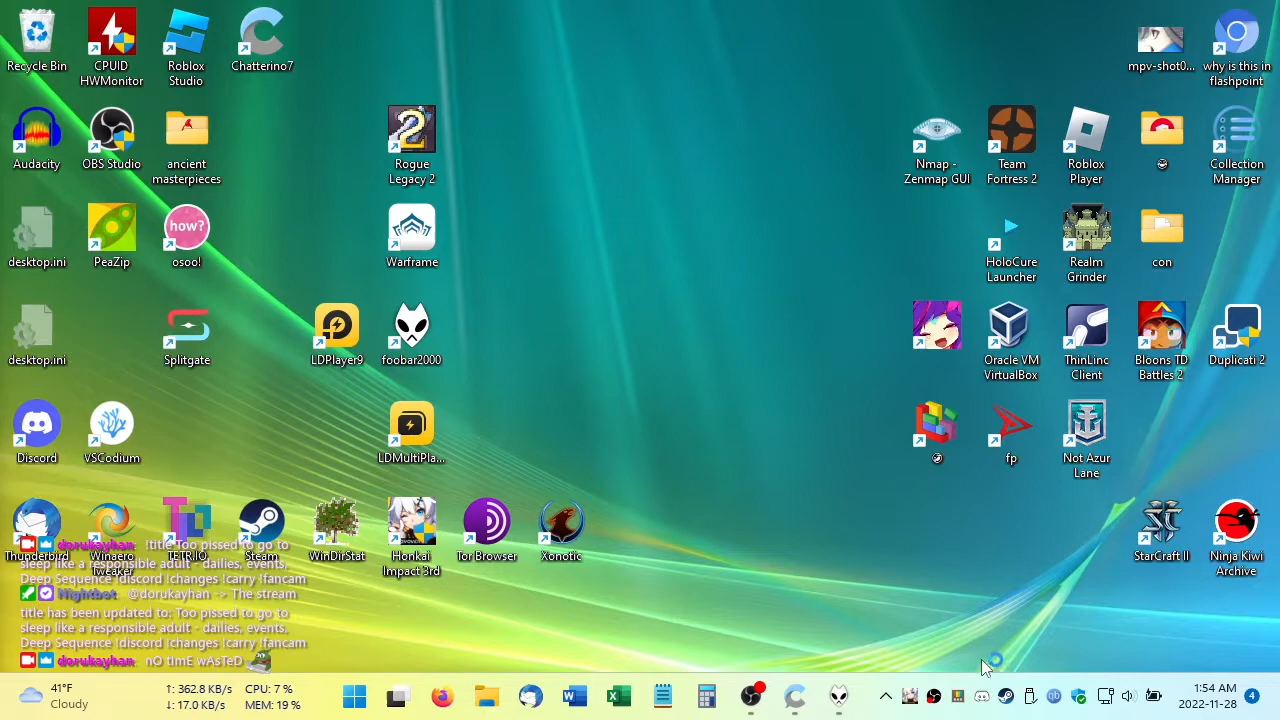 Recycle Bin
CPUID
HWMonitor
Roblox
Studio
Chatterino7
mpv-shot0...
why is this in
flashpoint
Audacity
OBS Studio
ancient
masterpieces
2
Rogue
Legacy 2
Nmap -
Zenmap GUI
Team
Fortress 2
Roblox
Player
Collection
Manager
desktop.ini
PeaZip
how?
osoo!
Warframe
HoloCure
Launcher
Realm
Grinder
con
desktop.ini
Splitgate
LDPlayer9
foobar2000
Oracle VM
VirtualBox
ThinLinc
Client
Bloons TD
Battles 2
Duplicati 2
Discord
VSCodium
LDMultiPla...
fp
Not Azur
Lane
Thunderbird
Winaero
Tweaker
TETR.IO
Steam
WinDirStat
Honkai
Impact 3rd
Tor Browser
Xonotic
StarCraft II
Ninja Kiwi
Archive
dorukayhan !title Too pissed to go to
sleep like a responsible adult - dailies, events,
Deep Sequence !discord !changes !carry !fancam
Nightbot @dorukayhan -> The stream
title has been updated to: Too pissed to go to
sleep like a responsible adult - dailies, events,
Deep Sequence !discord !changes !carry !fancam
dorukayhan nO tImE wAsTeD
41°F
Cloudy
↑: 362.8 KB/s
↓: 17.0 KB/s
CPU: 7 %
MEM: 19 %
qb
1:54 AM
2022-11-28
4